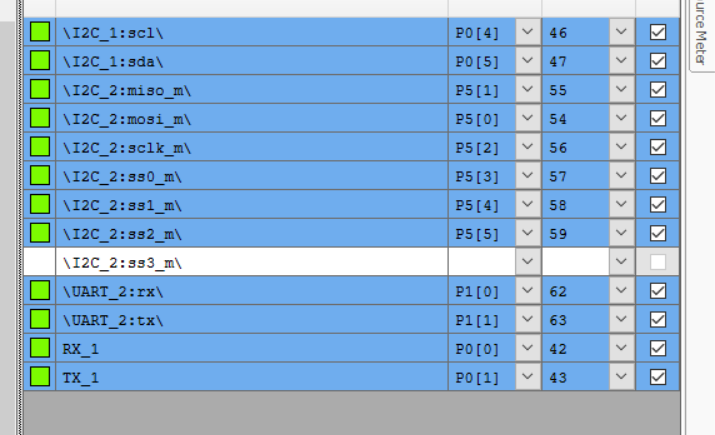 \I2C_1:scl\ P0[4] 46
\I2C_1:sda\ P0[5] 47
\I2C_2:miso_m\ P5[1] 55
\I2C_2:mosi_m\ P5[0] 54
\I2C_2:sclk_m\ P5[2] 56
\I2C_2:ss0_m\ P5[3] 57
\I2C_2:ss1_m\ P5[4] 58
\I2C_2:ss2_m\ P5[5] 59
\I2C_2:ss3_m\
\UART_2:rx\ P1[0] 62
\UART_2:tx\ P1[1] 63
RX_1 P0[0] 42
TX_1 P0[1] 43
urce Meter